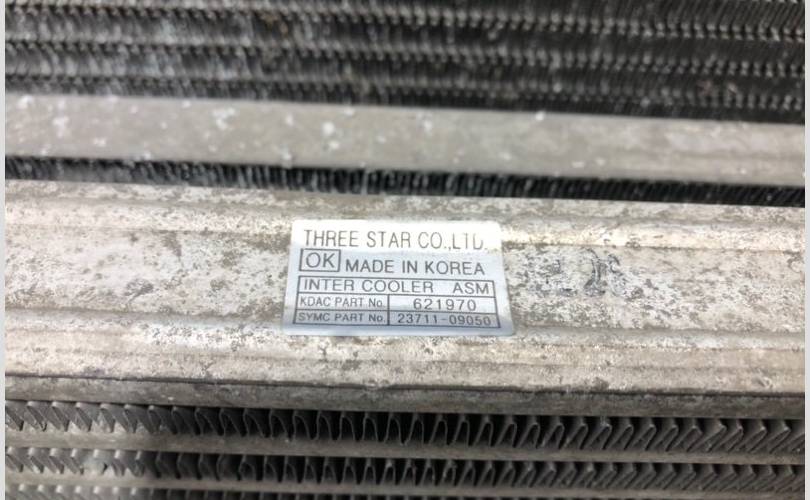 THREE STAR CO.,LTD.
OK MADE IN KOREA
INTER COOLER ASM
KDAC PART No. 621970
SYMC PART No. 23711-09050